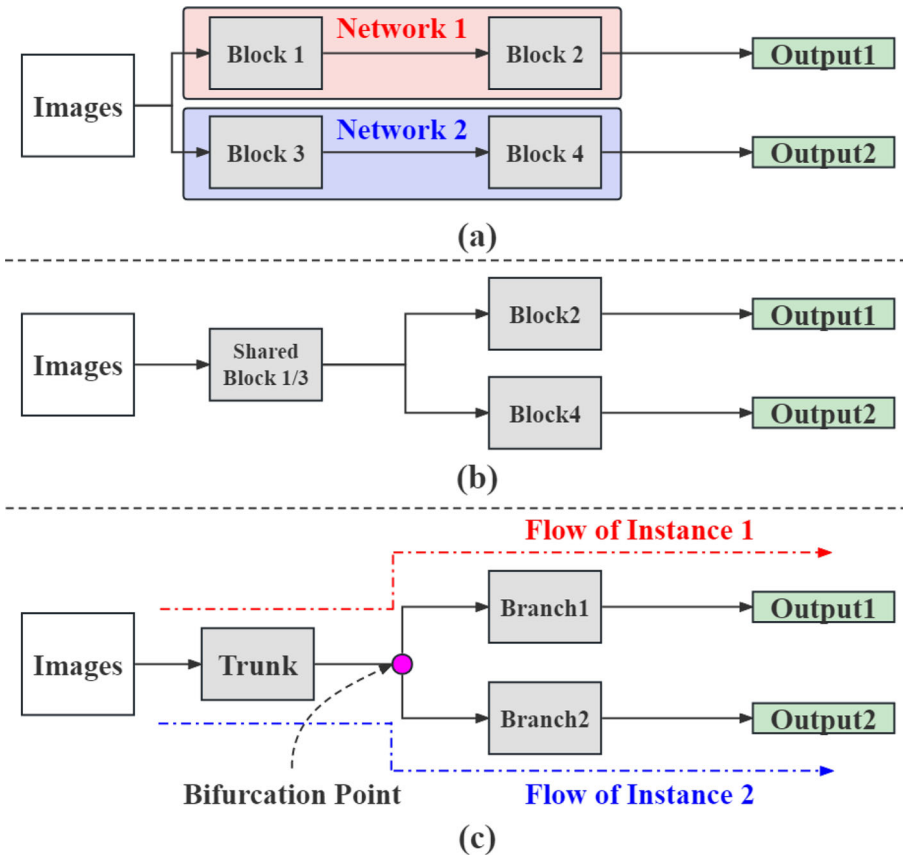 Network 1
Images
Block 1
Block 2
Output1
Network 2
Block 3
Block 4
Output2
(a)
Images
Shared
Block 1/3
Block2
Output1
Block4
Output2
(b)
Flow of Instance 1
Images
Trunk
Branch1
Output1
Branch2
Output2
Bifurcation Point
Flow of Instance 2
(c)